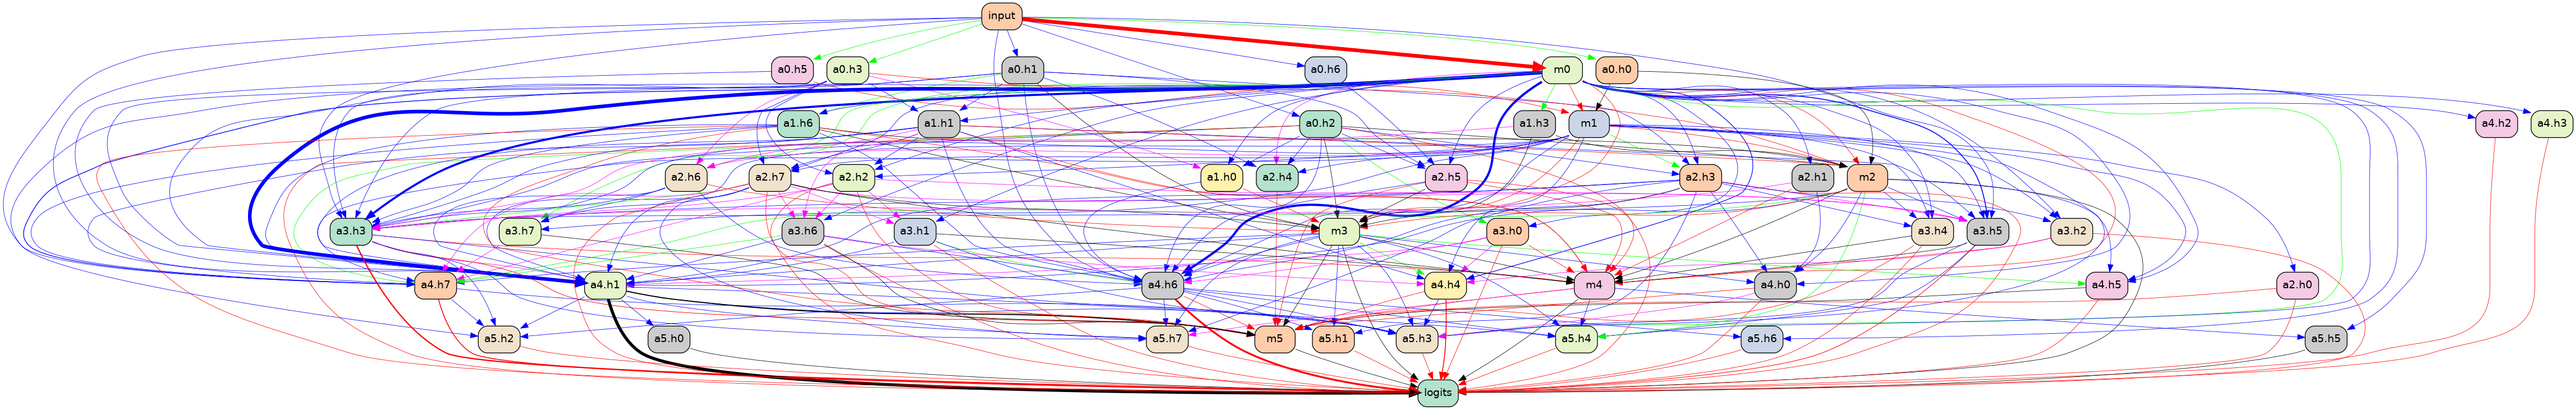 input
a0.h5 a0.h3 a0.h1 a0.h6 m0 a0.h0
a1.h6 a1.h1 a0.h2 a1.h3 m1 a4.h2 a4.h3
a2.h6 a2.h7 a2.h2 a1.h0 a2.h4 a2.h5 a2.h3 a2.h1 m2
a3.h3 a3.h7 a3.h6 a3.h1 m3 a3.h0 a3.h4 a3.h5 a3.h2
a4.h7 a4.h1 a4.h6 a4.h4 m4 a4.h0 a4.h5 a2.h0
a5.h2 a5.h0 a5.h7 m5 a5.h1 a5.h3 a5.h4 a5.h6 a5.h5
logits